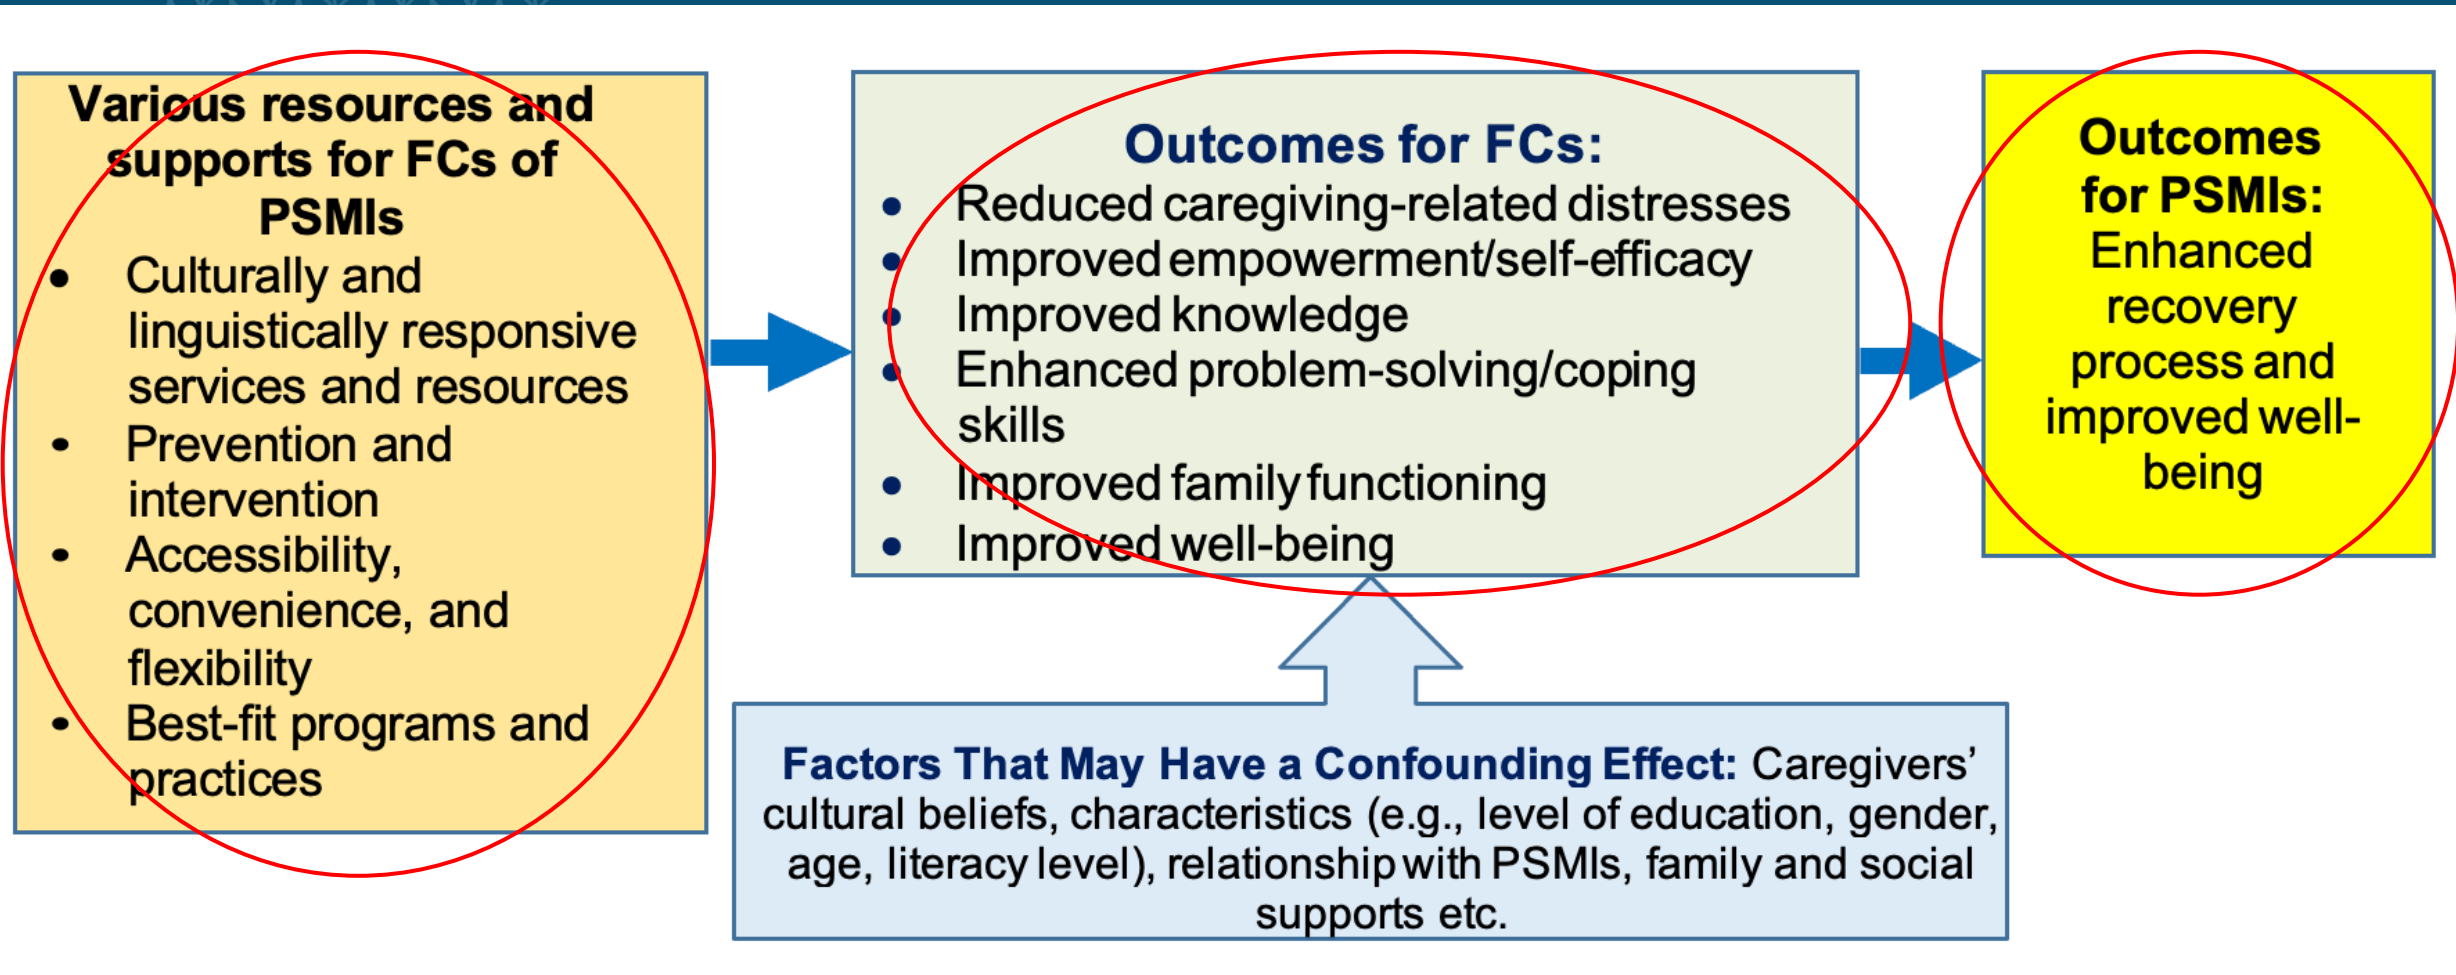 Various resources and
supports for FCs of
PSMIs
• Culturally and
linguistically responsive
services and resources
• Prevention and
intervention
• Accessibility,
convenience, and
flexibility
• Best-fit programs and
practices
Outcomes for FCs:
• Reduced caregiving-related distresses
• Improved empowerment/self-efficacy
• Improved knowledge
• Enhanced problem-solving/coping
skills
• Improved family functioning
• Improved well-being
Outcomes
for PSMIs:
Enhanced
recovery
process and
improved well-
being
Factors That May Have a Confounding Effect: Caregivers’
cultural beliefs, characteristics (e.g., level of education, gender,
age, literacy level), relationship with PSMIs, family and social
supports etc.